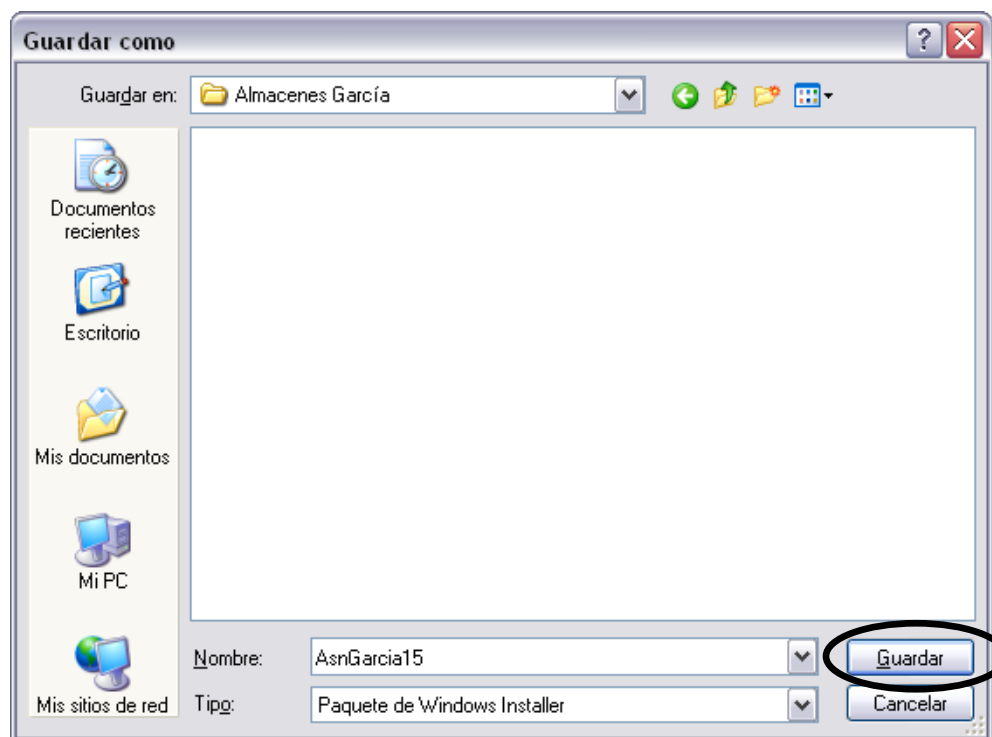 Guardar como
Guardar en: Almacenes García
Documentos
recientes
Escritorio
Mis documentos
Mi PC
Mis sitios de red
Nombre: AsnGarcia15 Guardar
Tipo: Paquete de Windows Installer Cancelar